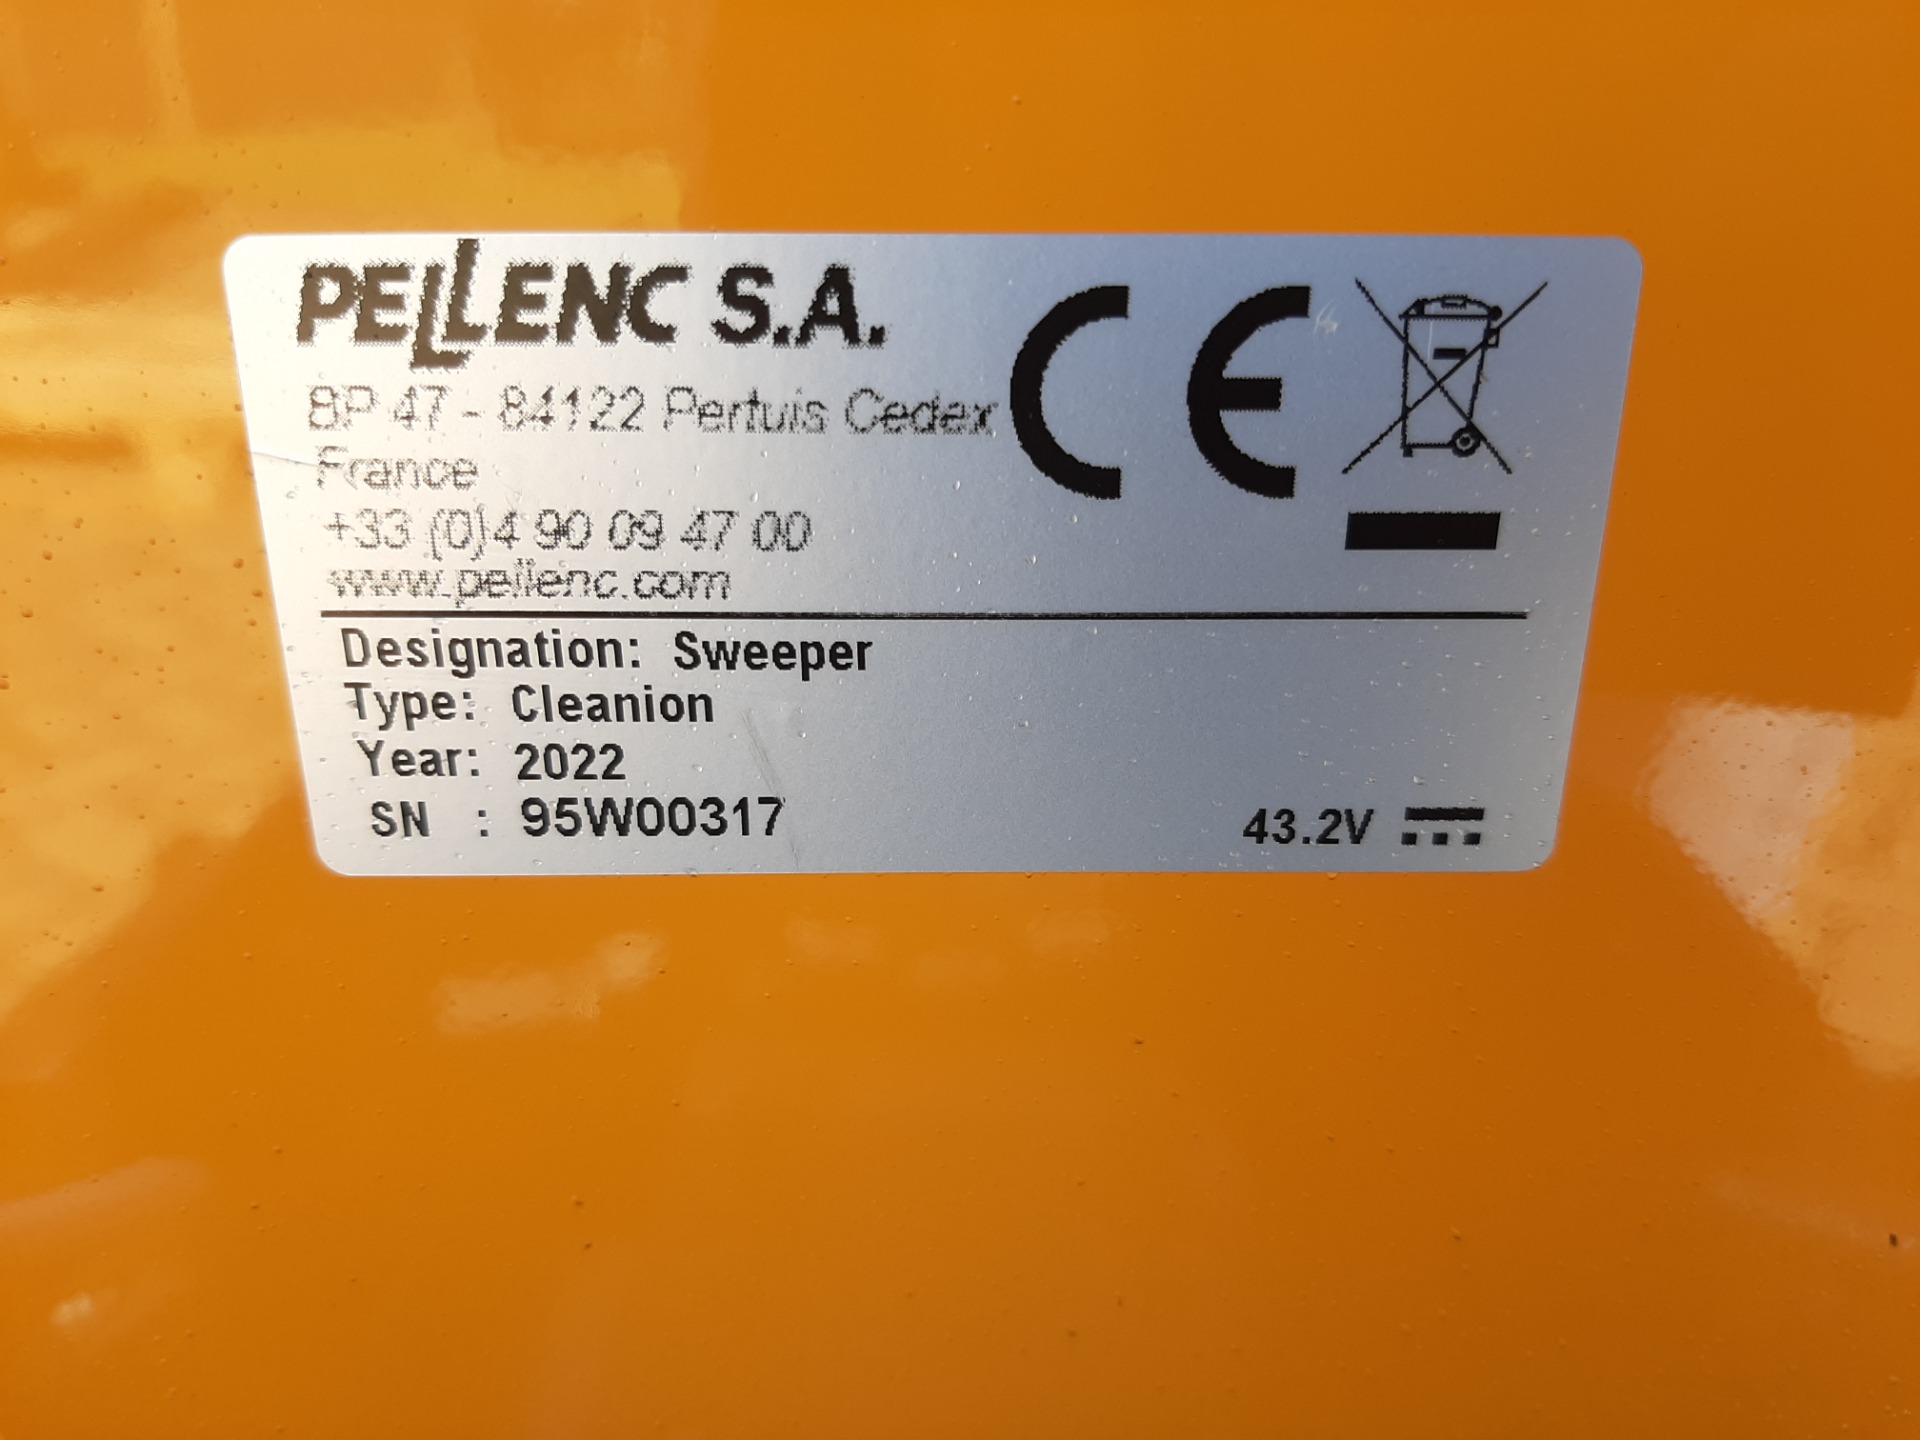 PELLENC S.A.
BP 47 - 84122 Pertuis Cedex
France
+33 (0)4 90 09 47 00
www.pellenc.com
CE
Designation: Sweeper
Type: Cleanion
Year: 2022
SN : 95W00317
43.2V